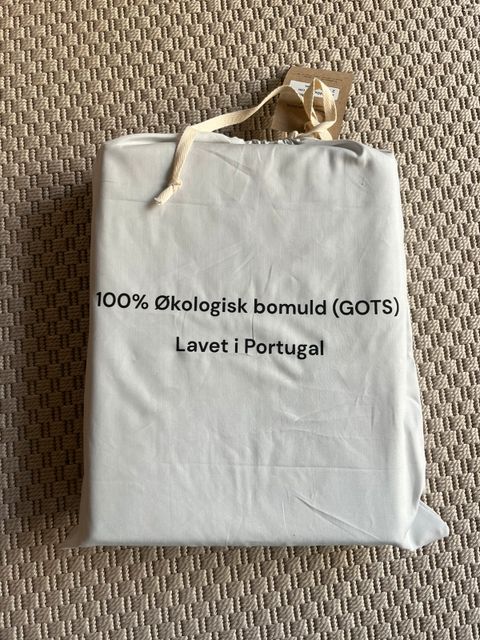 100% Økologisk bomuld (GOTS)
Lavet i Portugal